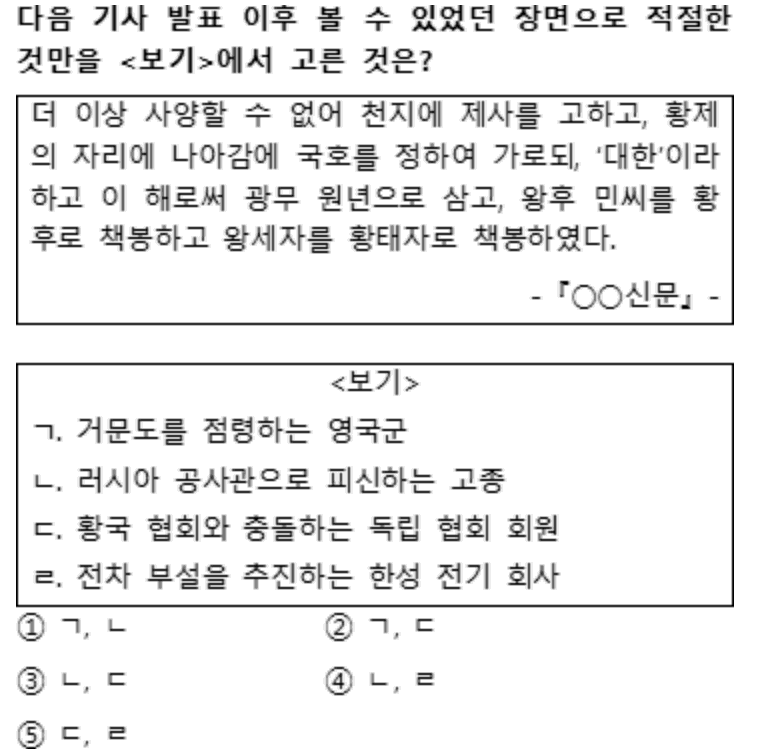 다음 기사 발표 이후 볼 수 있었던 장면으로 적절한
것만을 <보기>에서 고른 것은?
더 이상 사양할 수 없어 천지에 제사를 고하고, 황제
의 자리에 나아감에 국호를 정하여 가로되, ‘대한’이라
하고 이 해로써 광무 원년으로 삼고, 왕후 민씨를 황
후로 책봉하고 왕세자를 황태자로 책봉하였다.
-『○○신문』-
<보기>
ㄱ. 거문도를 점령하는 영국군
ㄴ. 러시아 공사관으로 피신하는 고종
ㄷ. 황국 협회와 충돌하는 독립 협회 회원
ㄹ. 전차 부설을 추진하는 한성 전기 회사
① ㄱ, ㄴ ② ㄱ, ㄷ
③ ㄴ, ㄷ ④ ㄴ, ㄹ
⑤ ㄷ, ㄹ